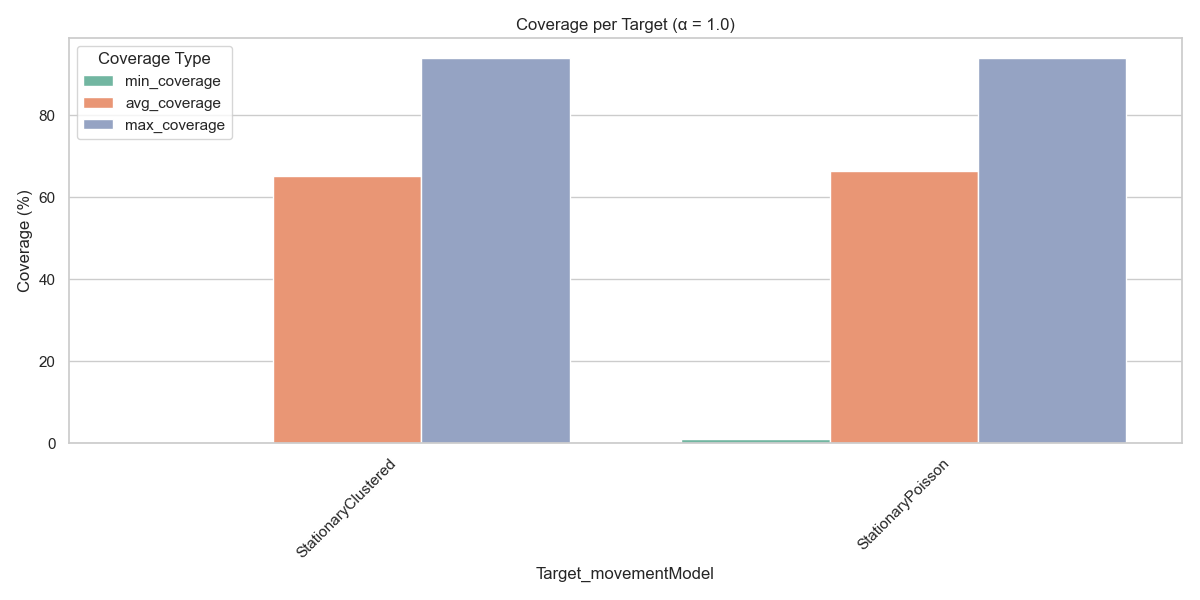 Coverage per Target (α = 1.0)
Coverage Type
min_coverage
avg_coverage
max_coverage
Coverage (%)
80
60
40
20
0
StationaryClustered
StationaryPoisson
Target_movementModel